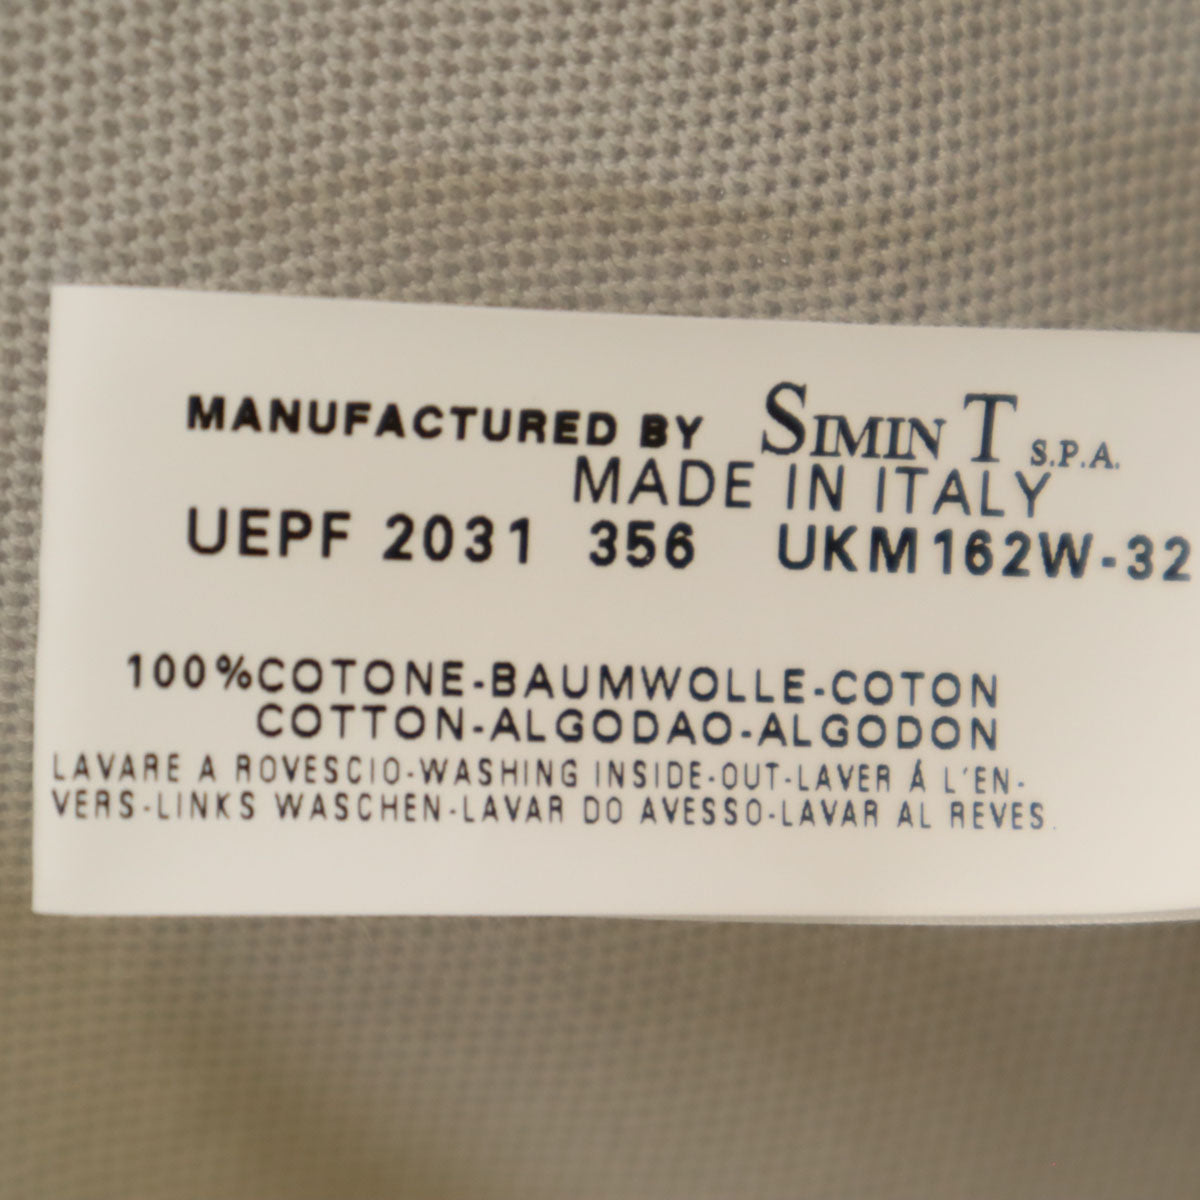 MANUFACTURED BY SIMINT S.P.A.
MADE IN ITALY
UEPF 2031 356 UKM162W-32
100%COTONE-BAUMWOLLE-COTON
COTTON-ALGODAO-ALGODON
LAVARE A ROVESCIO-WASHING INSIDE-OUT-LAVER Á L'EN-
VERS-LINKS WASCHEN-LAVAR DO AVESSO-LAVAR AL REVES.